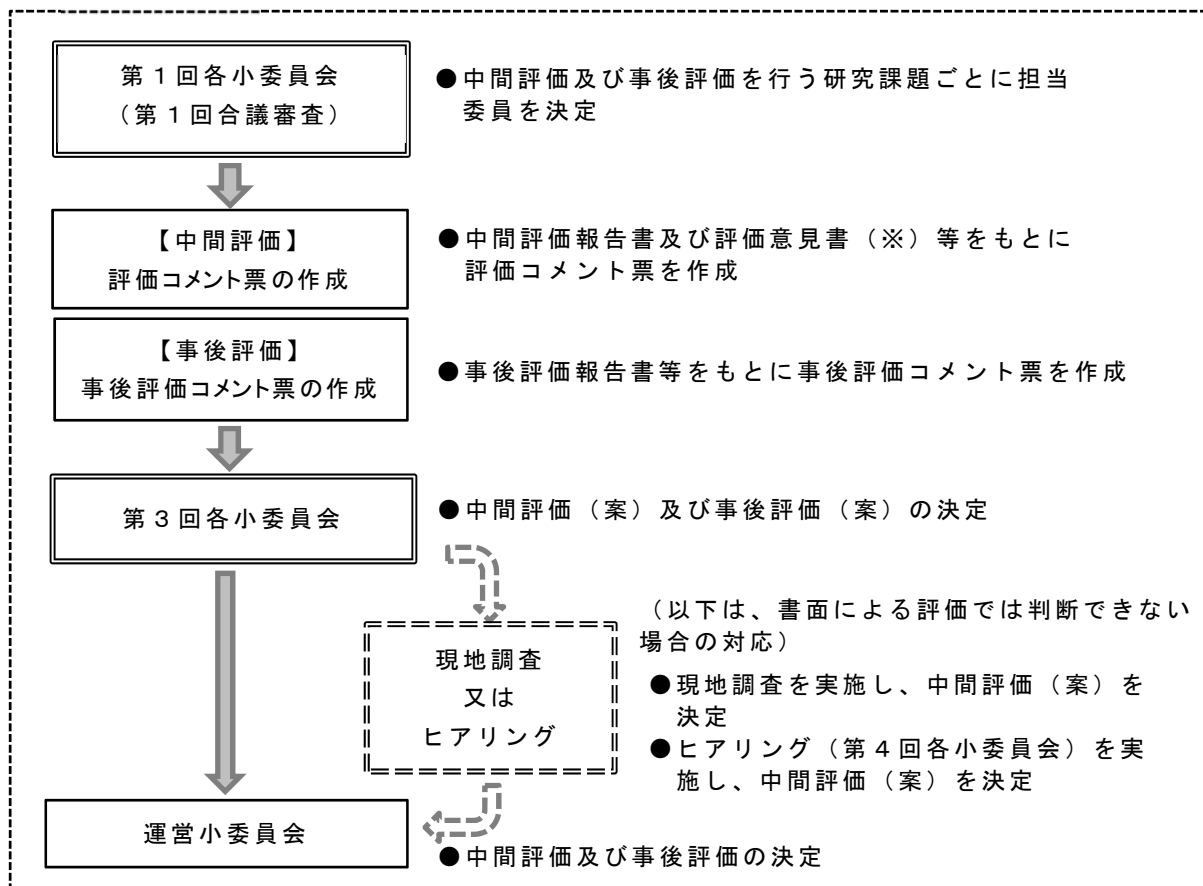 第1回各小委員会
（第1回合議審査）
●中間評価及び事後評価を行う研究課題ごとに担当
委員を決定
【中間評価】
評価コメント票の作成
●中間評価報告書及び評価意見書（※）等をもとに
評価コメント票を作成
【事後評価】
事後評価コメント票の作成
●事後評価報告書等をもとに事後評価コメント票を作成
第3回各小委員会
●中間評価（案）及び事後評価（案）の決定
（以下は、書面による評価では判断できない
場合の対応）
現地調査
又は
ヒアリング
●現地調査を実施し、中間評価（案）を
決定
●ヒアリング（第4回各小委員会）を実
施し、中間評価（案）を決定
運営小委員会
●中間評価及び事後評価の決定